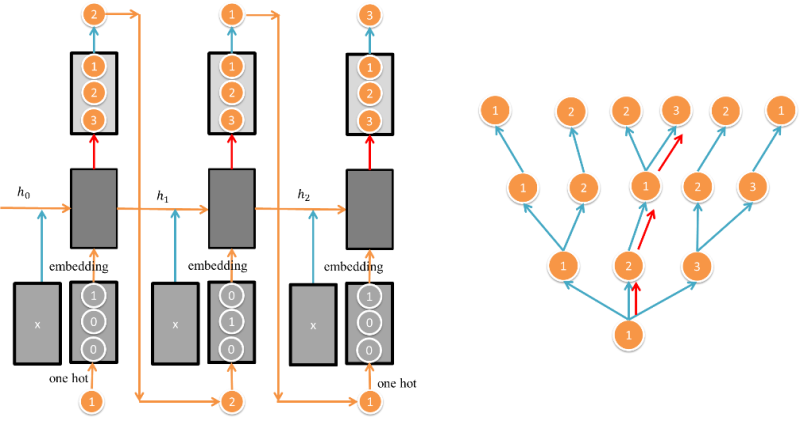 2 1 3
1 1 1
2 2 2
3 3 3
h₀ h₁ h₂
embedding embedding embedding
x 1 x 0 x 1
0 1 0
0 0 0
one hot one hot
1 2 1
1 2 2 3 2 1
1 2 1 2 3
1 2 3
1